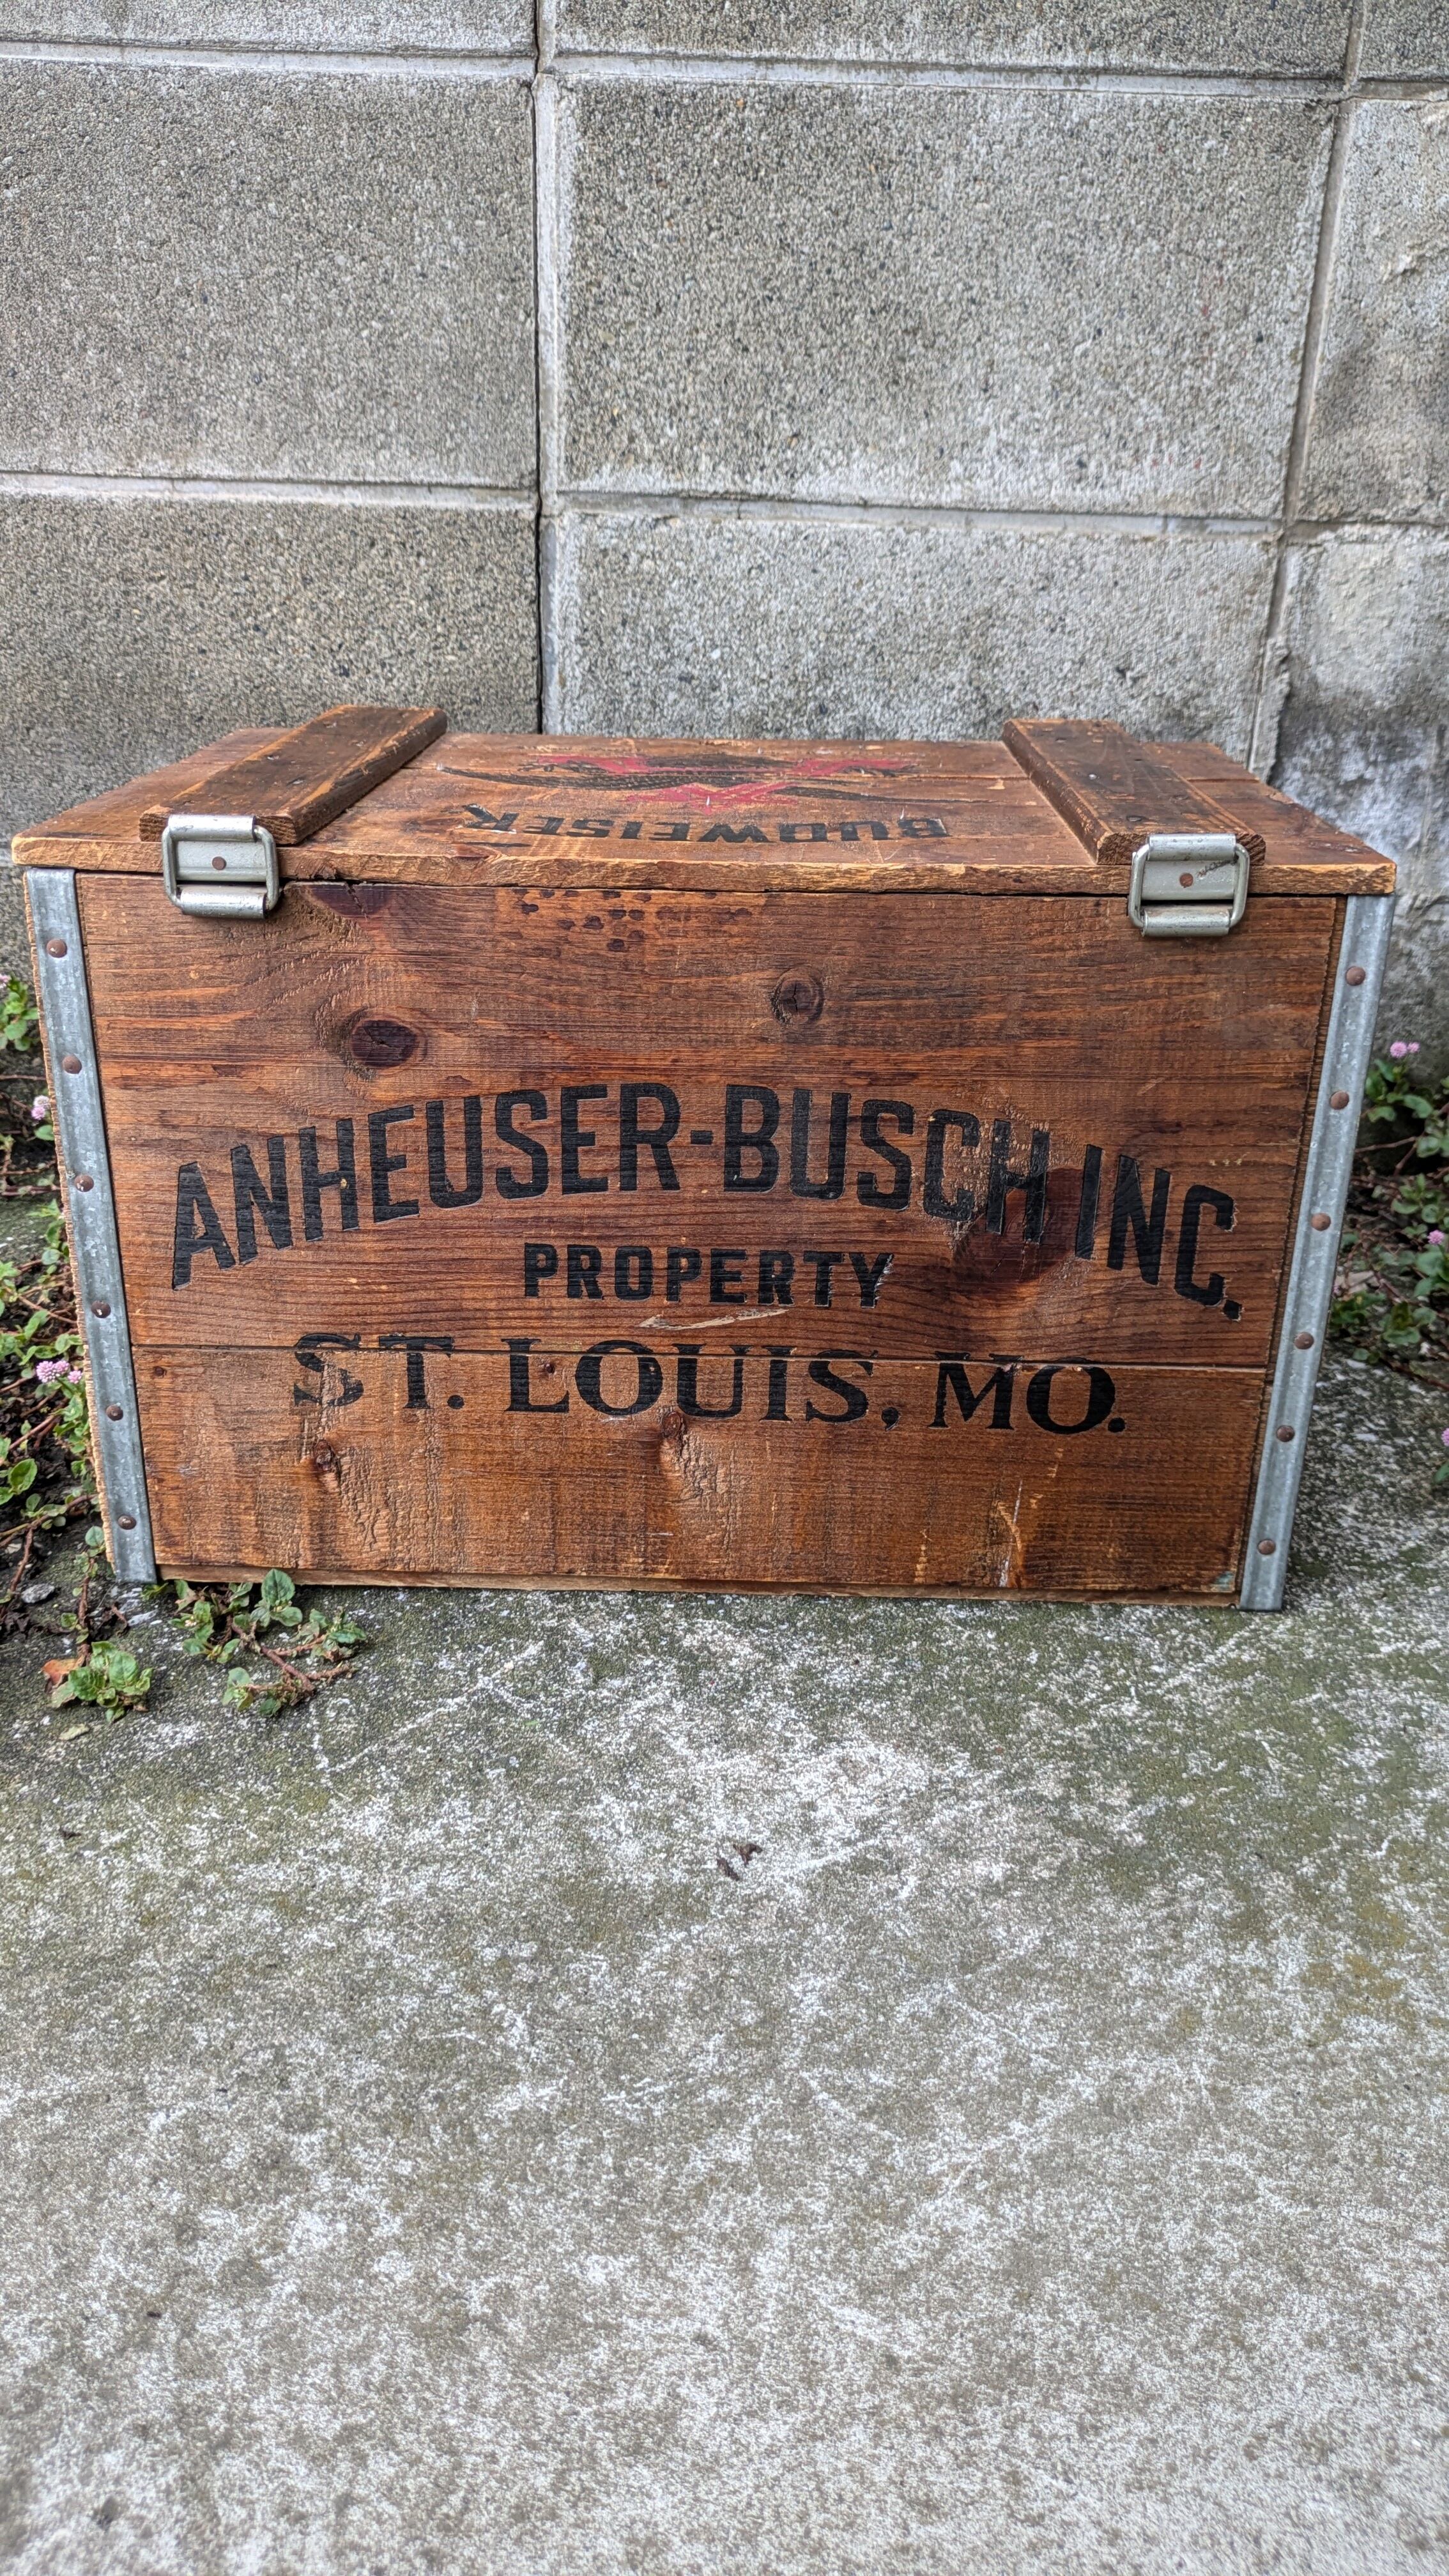 BUDWEISER
ANHEUSER-BUSCH INC.
PROPERTY
ST. LOUIS, MO.